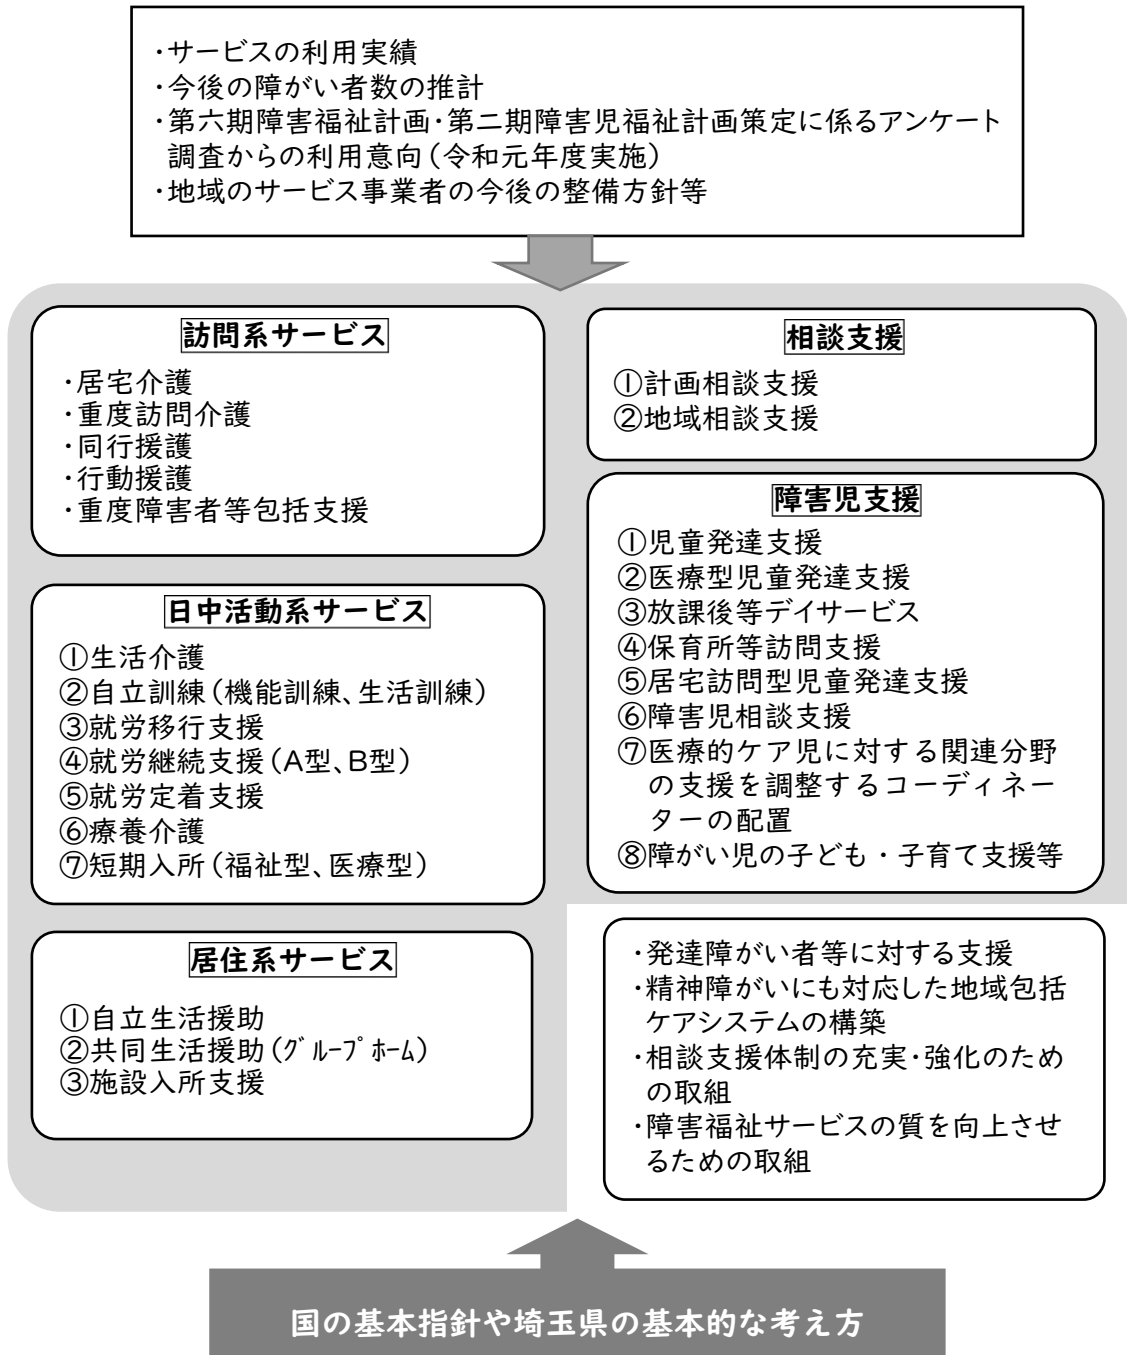 ・サービスの利用実績
・今後の障がい者数の推計
・第六期障害福祉計画・第二期障害児福祉計画策定に係るアンケート
調査からの利用意向（令和元年度実施）
・地域のサービス事業者の今後の整備方針等
訪問系サービス
・居宅介護
・重度訪問介護
・同行援護
・行動援護
・重度障害者等包括支援
日中活動系サービス
①生活介護
②自立訓練（機能訓練、生活訓練）
③就労移行支援
④就労継続支援（A型、B型）
⑤就労定着支援
⑥療養介護
⑦短期入所（福祉型、医療型）
居住系サービス
①自立生活援助
②共同生活援助（ｸﾞﾙｰﾌﾟﾎｰﾑ）
③施設入所支援
相談支援
①計画相談支援
②地域相談支援
障害児支援
①児童発達支援
②医療型児童発達支援
③放課後等デイサービス
④保育所等訪問支援
⑤居宅訪問型児童発達支援
⑥障害児相談支援
⑦医療的ケア児に対する関連分野
の支援を調整するコーディネー
ターの配置
⑧障がい児の子ども・子育て支援等
・発達障がい者等に対する支援
・精神障がいにも対応した地域包括
ケアシステムの構築
・相談支援体制の充実・強化のため
の取組
・障害福祉サービスの質を向上させ
るための取組
国の基本指針や埼玉県の基本的な考え方